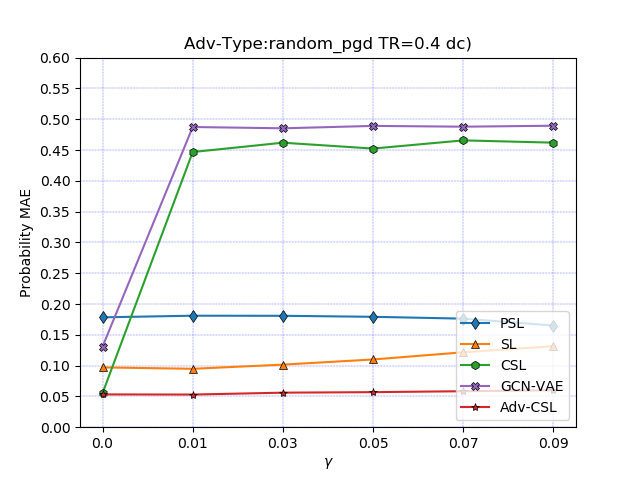 Adv-Type:random_pgd TR=0.4 dc)
0.60
0.55
0.50
0.45
0.40
0.35
0.30
0.25
0.20
0.15
0.10
0.05
0.00
Probability MAE
PSL
SL
CSL
GCN-VAE
Adv-CSL
0.0 0.01 0.03 0.05 0.07 0.09
γ